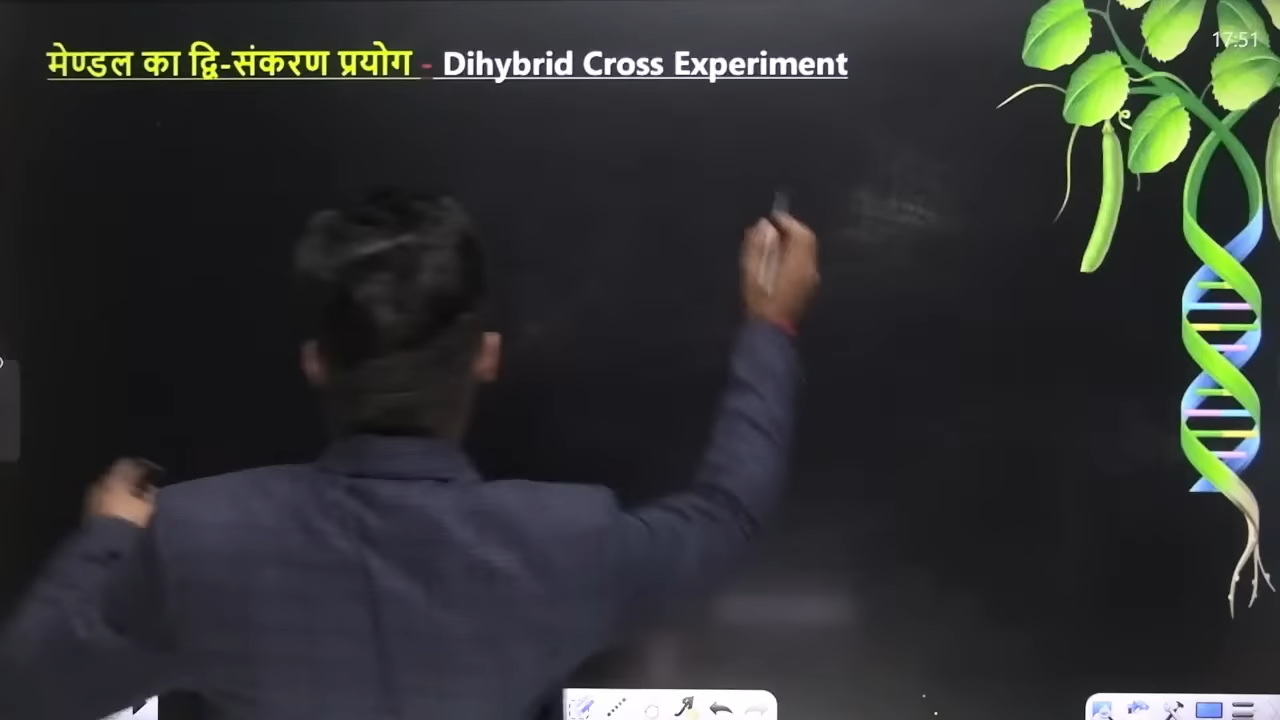 मेण्डल का द्वि-संकरण प्रयोग - Dihybrid Cross Experiment
17:51